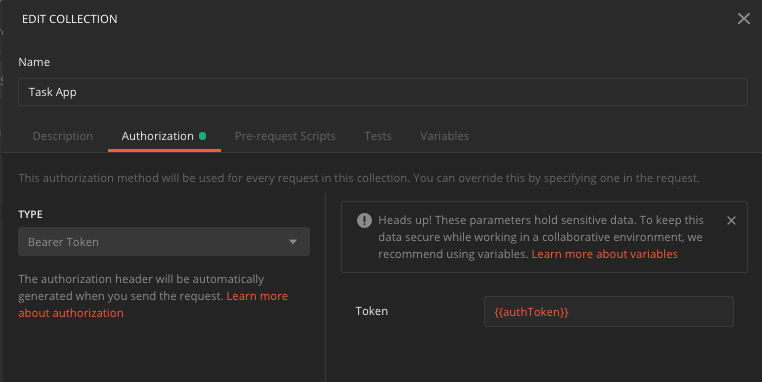 EDIT COLLECTION
Name
Task App
Description Authorization Pre-request Scripts Tests Variables
This authorization method will be used for every request in this collection. You can override this by specifying one in the request.
TYPE
Bearer Token
The authorization header will be automatically
generated when you send the request. Learn more
about authorization
Heads up! These parameters hold sensitive data. To keep this
data secure while working in a collaborative environment, we
recommend using variables. Learn more about variables
Token
{{authToken}}